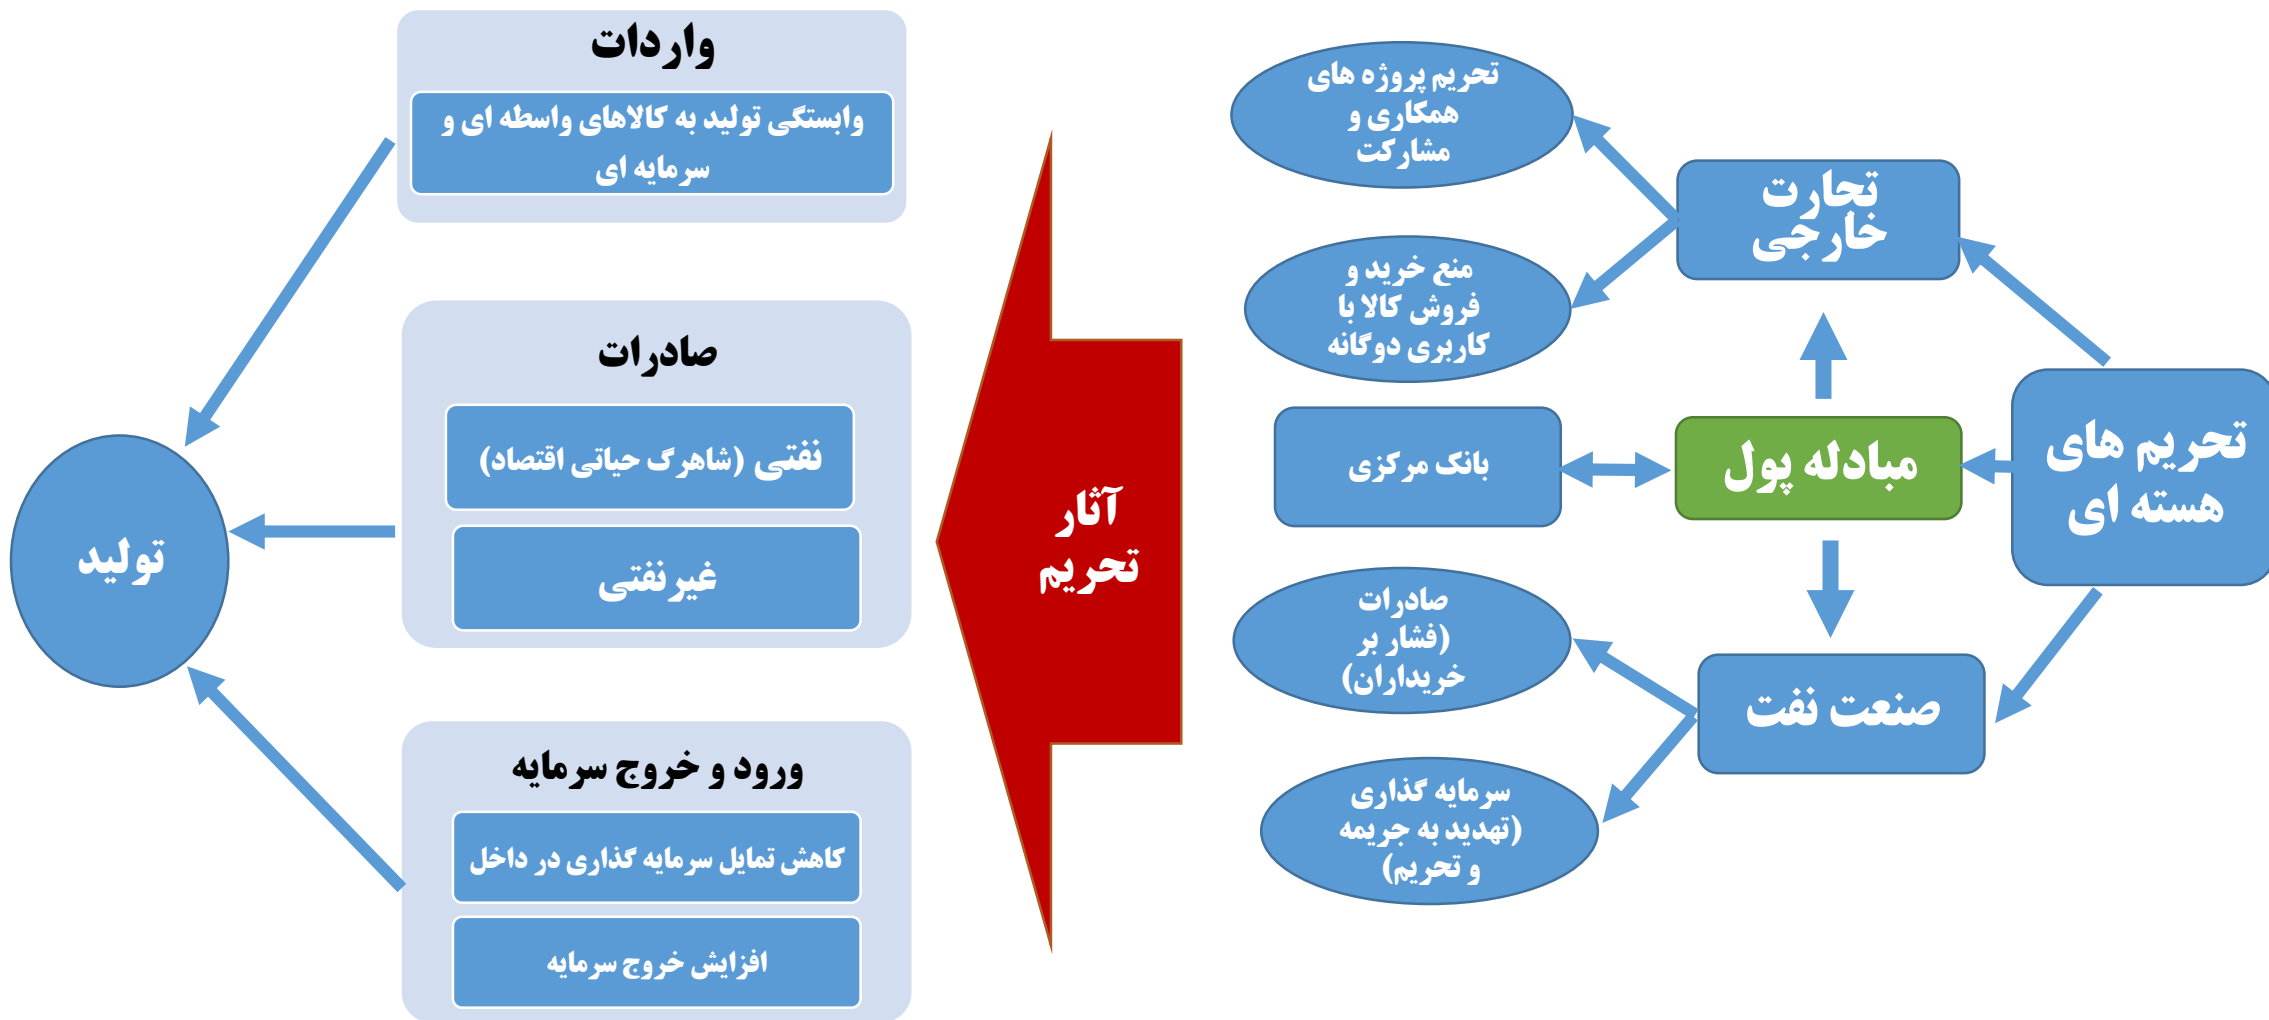 تحریم های
هسته ای
تجارت
خارجی
مبادله پول
صنعت نفت
تحریم پروژه های
همکاری و
مشارکت
منع خرید و
فروش کالا با
کاربری دوگانه
بانک مرکزی
صادرات
(فشار بر
خریداران)
سرمایه گذاری
(تهدید به جریمه
و تحریم)
آثار
تحریم
واردات
وابستگی تولید به کالاهای واسطه ای و
سرمایه ای
صادرات
نفتی (شاهرگ حیاتی اقتصاد)
غیرنفتی
ورود و خروج سرمایه
کاهش تمایل سرمایه گذاری در داخل
افزایش خروج سرمایه
تولید